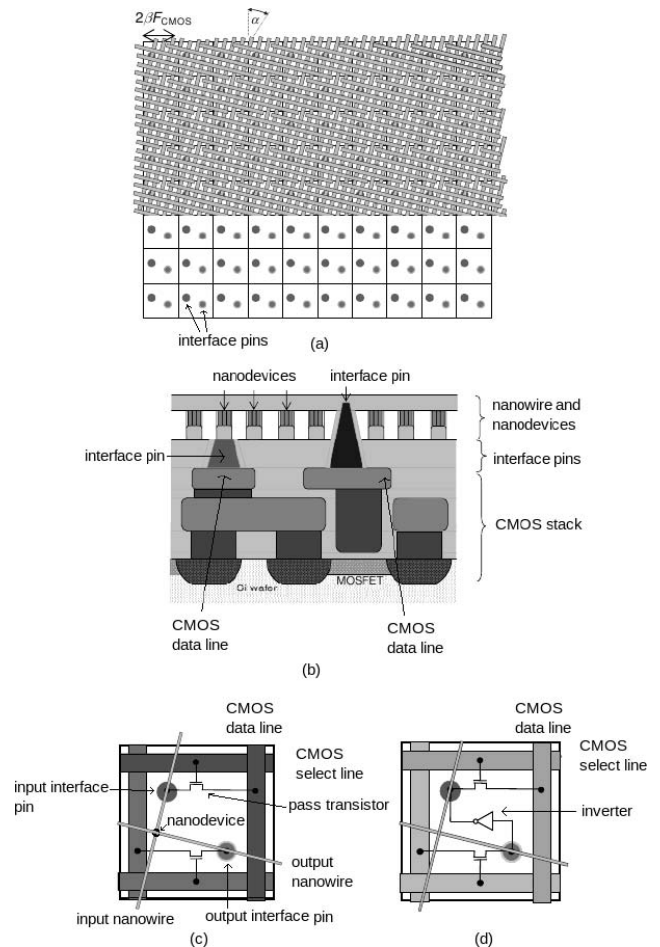 2βF_CMOS
α
interface pins
(a)
nanodevices
interface pin
nanowire and
nanodevices
interface pin
interface pins
CMOS stack
MOSFET
Oi wafer
CMOS
data line
CMOS
data line
(b)
CMOS
data line
CMOS
select line
input interface
pin
pass transistor
nanodevice
output
nanowire
input nanowire
output interface pin
(c)
CMOS
data line
CMOS
select line
inverter
(d)